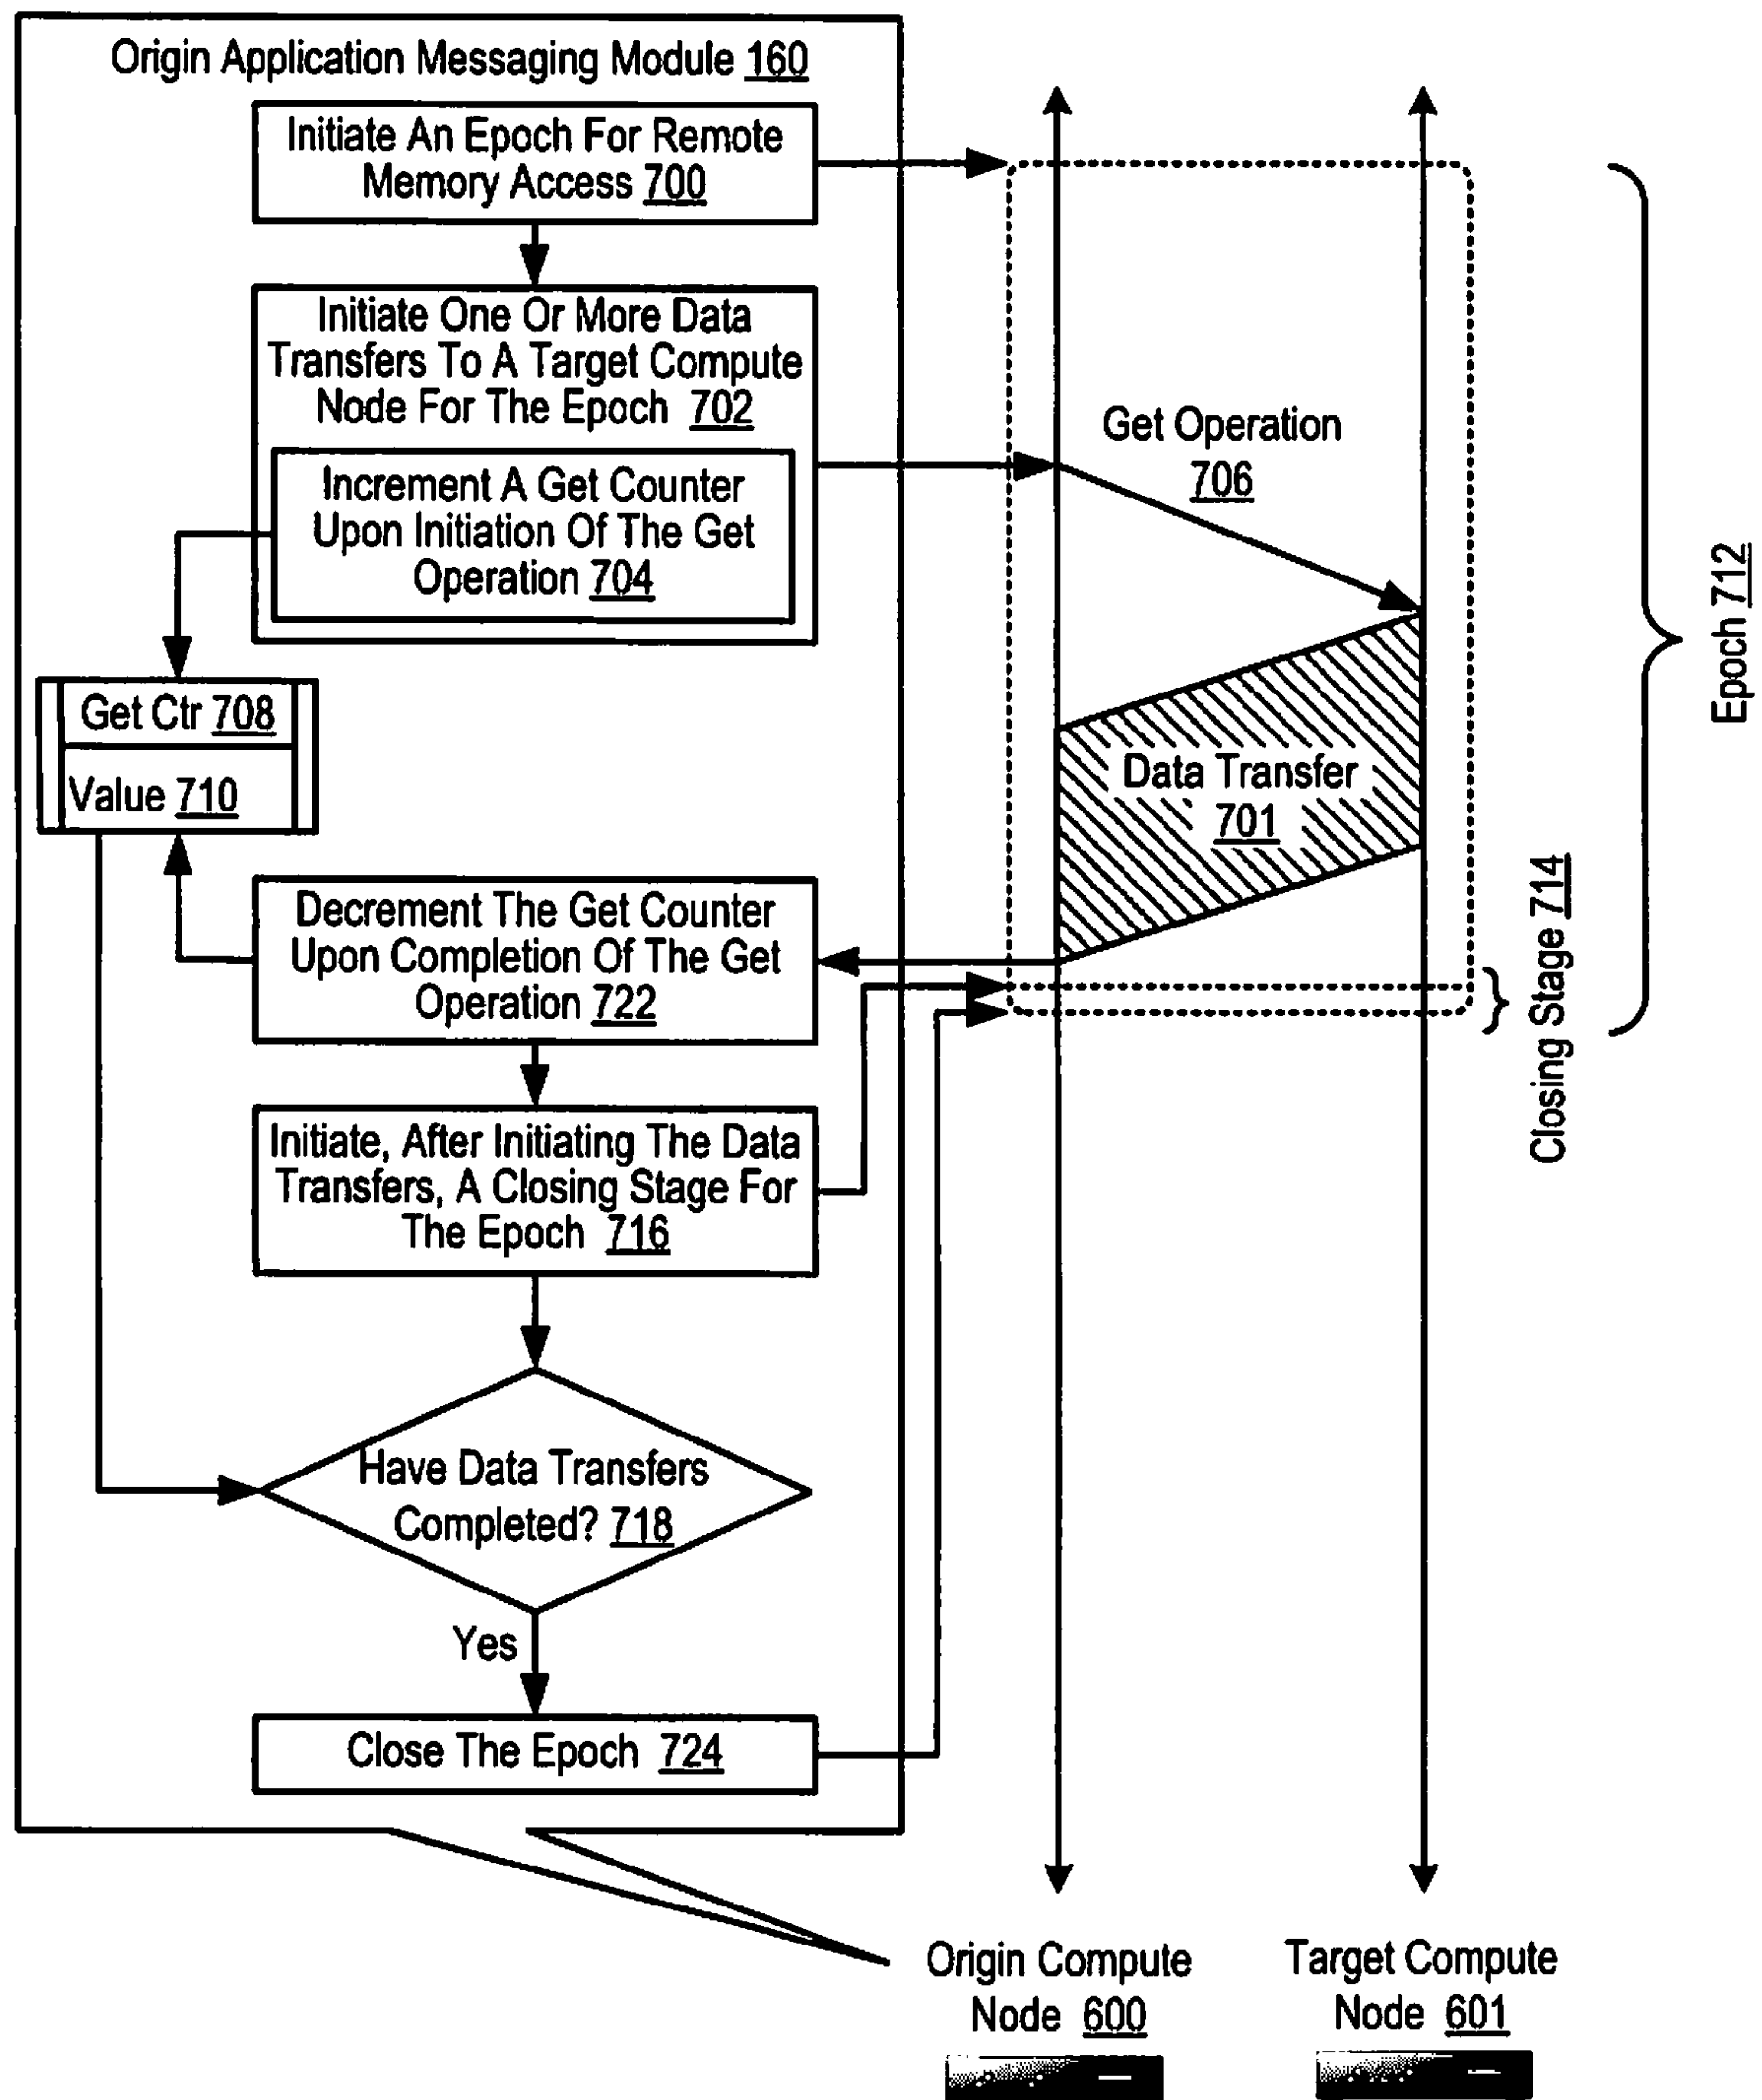 Origin Application Messaging Module 160
Initiate An Epoch For Remote
Memory Access 700
Initiate One Or More Data
Transfers To A Target Compute
Node For The Epoch 702
Increment A Get Counter
Upon Initiation Of The Get
Operation 704
Get Operation
706
Get Ctr 708
Value 710
Data Transfer
701
Epoch 712
Closing Stage 714
Decrement The Get Counter
Upon Completion Of The Get
Operation 722
Initiate, After Initiating The Data
Transfers, A Closing Stage For
The Epoch 716
Have Data Transfers
Completed? 718
Yes
Close The Epoch 724
Origin Compute
Node 600
Target Compute
Node 601